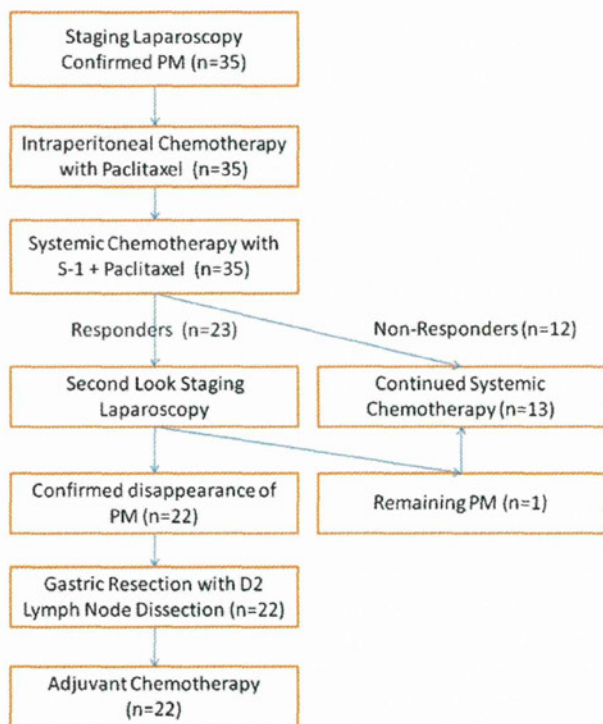 Staging Laparoscopy
Confirmed PM (n=35)
Intraperitoneal Chemotherapy
with Paclitaxel (n=35)
Systemic Chemotherapy with
S-1 + Paclitaxel (n=35)
Responders (n=23)
Non-Responders (n=12)
Second Look Staging
Laparoscopy
Continued Systemic
Chemotherapy (n=13)
Confirmed disappearance of
PM (n=22)
Remaining PM (n=1)
Gastric Resection with D2
Lymph Node Dissection (n=22)
Adjuvant Chemotherapy
(n=22)